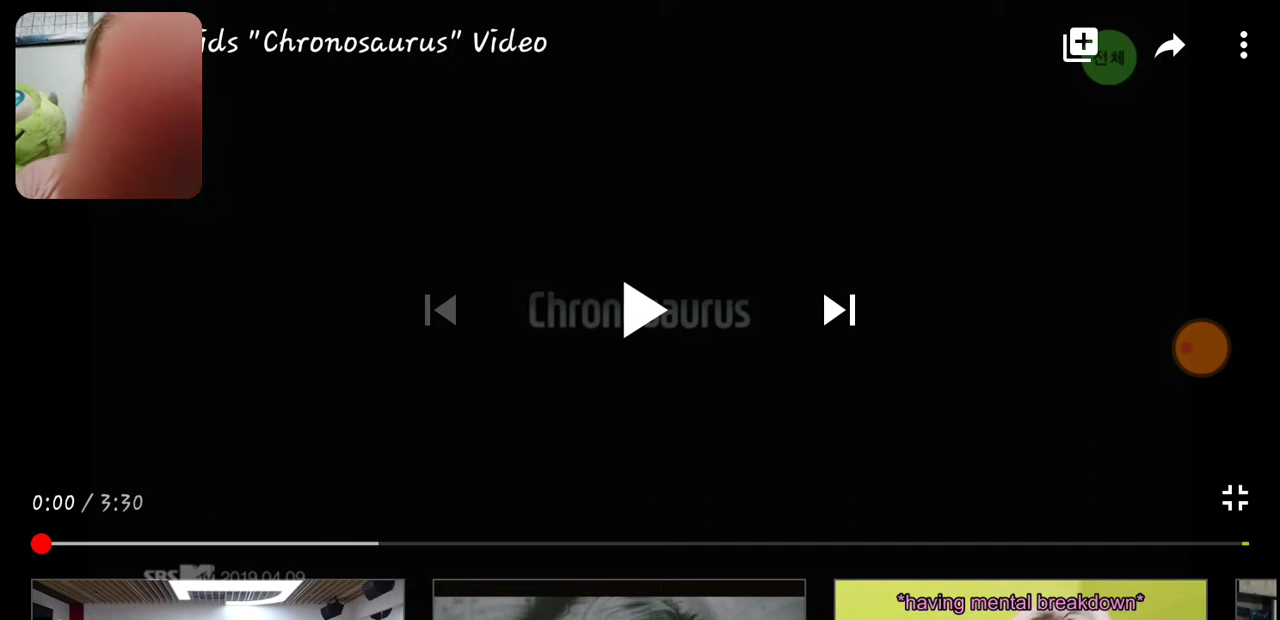 ids "Chronosaurus" Video
전체
Chronosaurus
0:00 / 3:30
SBS MTV 2019.04.09
*having mental breakdown*